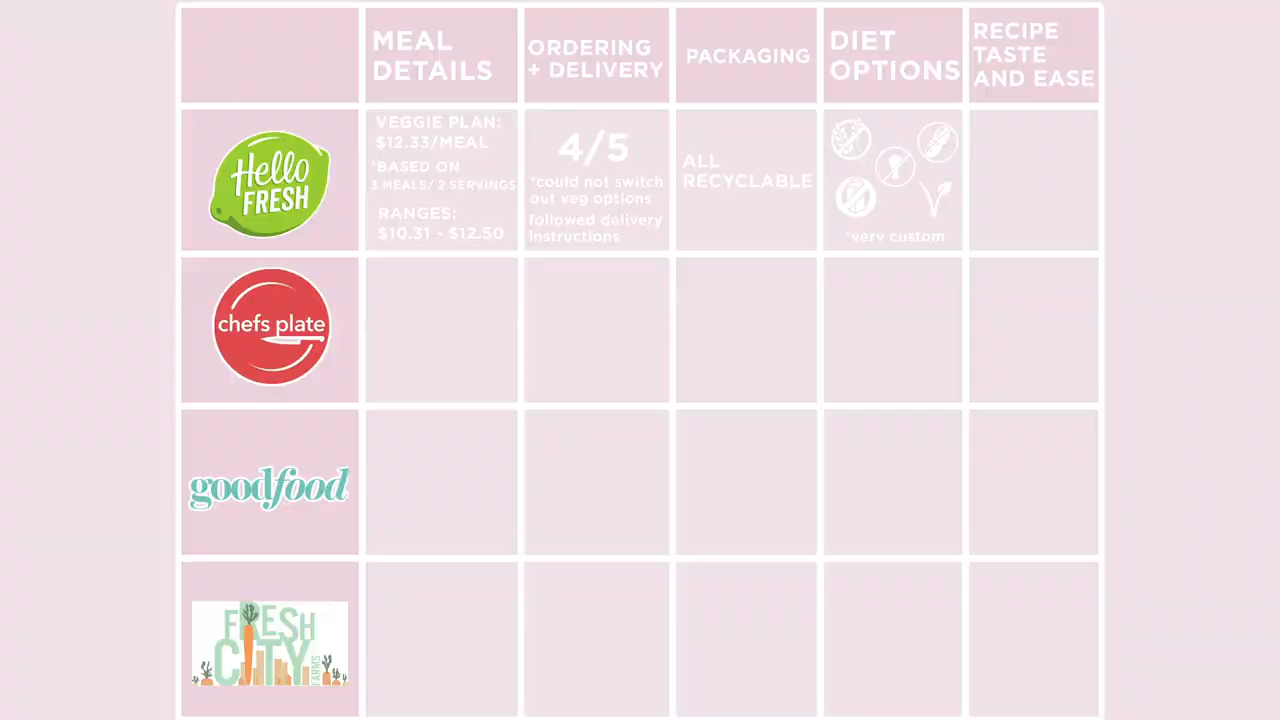 MEAL
DETAILS
ORDERING
+ DELIVERY
PACKAGING
DIET
OPTIONS
RECIPE
TASTE
AND EASE
Hello
FRESH
VEGGIE PLAN:
$12.33/MEAL
*BASED ON
3 MEALS/ 2 SERVINGS
RANGES:
$10.31 - $12.50
4/5
*could not switch
out veg options
followed delivery
instructions
ALL
RECYCLABLE
*very custom
chefs plate
goodfood
FRESH
CITY
FARMS